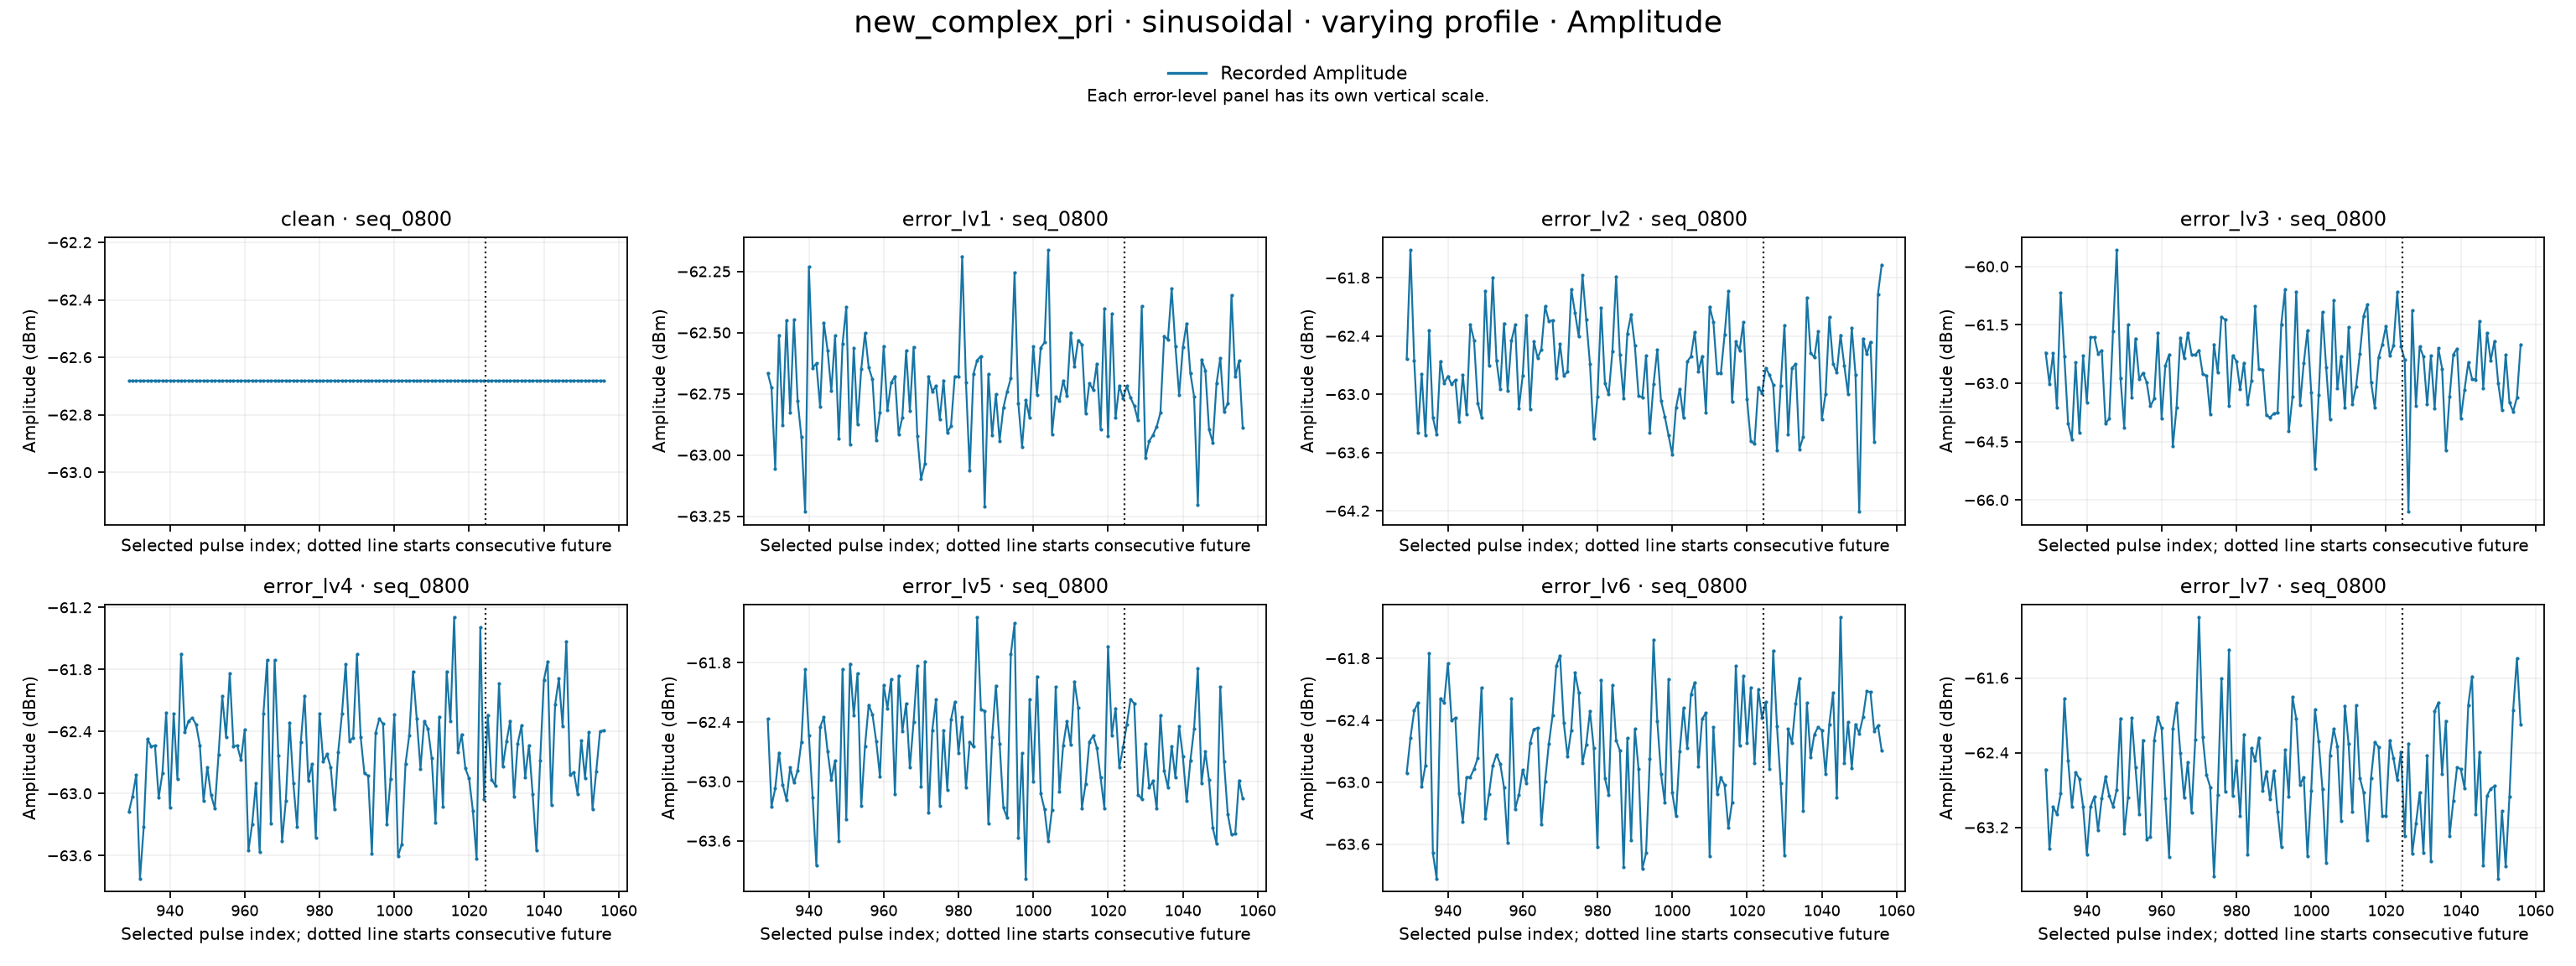 new_complex_pri · sinusoidal · varying profile · Amplitude
Recorded Amplitude
Each error-level panel has its own vertical scale.
clean · seq_0800
−62.2
−62.4
−62.6
−62.8
−63.0
Amplitude (dBm)
Selected pulse index; dotted line starts consecutive future
error_lv1 · seq_0800
−62.25
−62.50
−62.75
−63.00
−63.25
Amplitude (dBm)
Selected pulse index; dotted line starts consecutive future
error_lv2 · seq_0800
−61.8
−62.4
−63.0
−63.6
−64.2
Amplitude (dBm)
Selected pulse index; dotted line starts consecutive future
error_lv3 · seq_0800
−60.0
−61.5
−63.0
−64.5
−66.0
Amplitude (dBm)
Selected pulse index; dotted line starts consecutive future
error_lv4 · seq_0800
−61.2
−61.8
−62.4
−63.0
−63.6
Amplitude (dBm)
940 960 980 1000 1020 1040 1060
Selected pulse index; dotted line starts consecutive future
error_lv5 · seq_0800
−61.8
−62.4
−63.0
−63.6
Amplitude (dBm)
940 960 980 1000 1020 1040 1060
Selected pulse index; dotted line starts consecutive future
error_lv6 · seq_0800
−61.8
−62.4
−63.0
−63.6
Amplitude (dBm)
940 960 980 1000 1020 1040 1060
Selected pulse index; dotted line starts consecutive future
error_lv7 · seq_0800
−61.6
−62.4
−63.2
Amplitude (dBm)
940 960 980 1000 1020 1040 1060
Selected pulse index; dotted line starts consecutive future